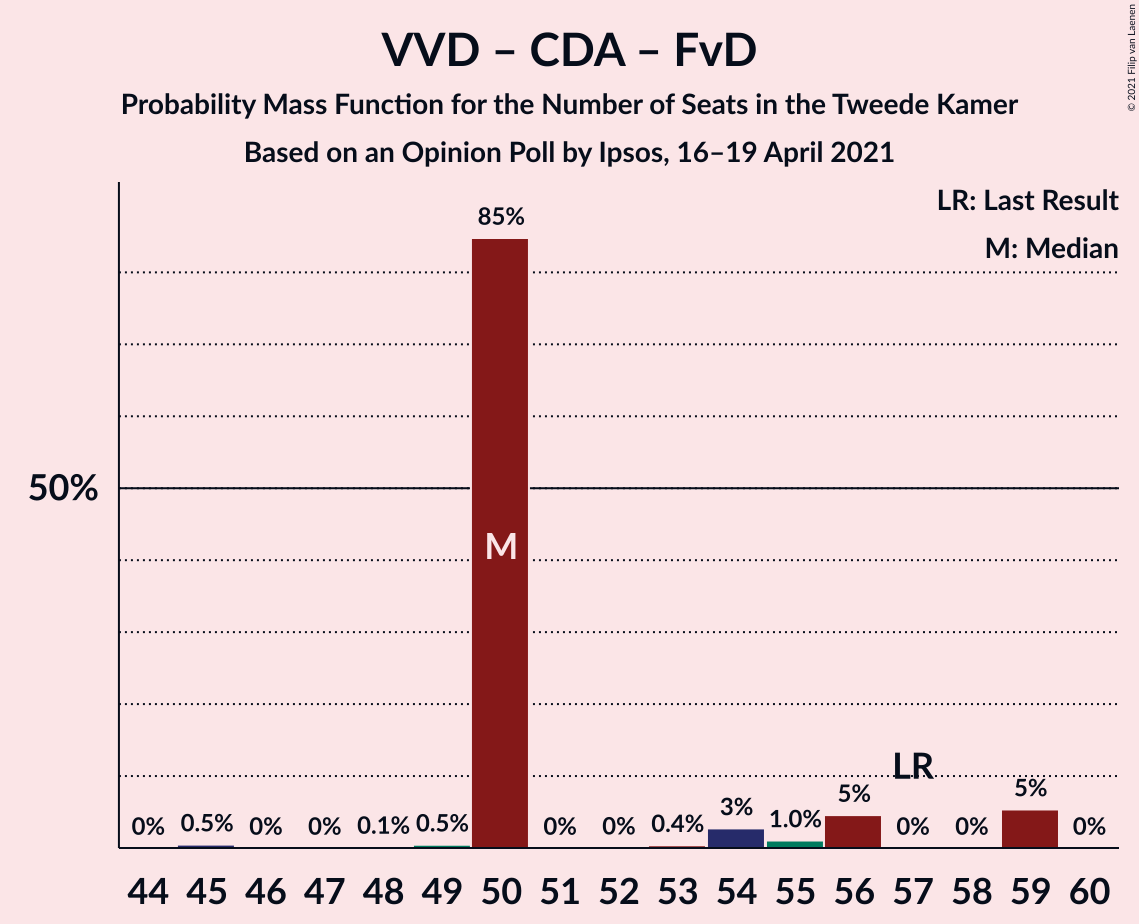 VVD – CDA – FvD
Probability Mass Function for the Number of Seats in the Tweede Kamer
Based on an Opinion Poll by Ipsos, 16–19 April 2021
© 2021 Filip van Laenen
LR: Last Result
M: Median
85%
50%
M
LR
0% 0.5% 0% 0% 0.1% 0.5% 0% 0% 0.4% 3% 1.0% 5% 0% 0% 5% 0%
44 45 46 47 48 49 50 51 52 53 54 55 56 57 58 59 60